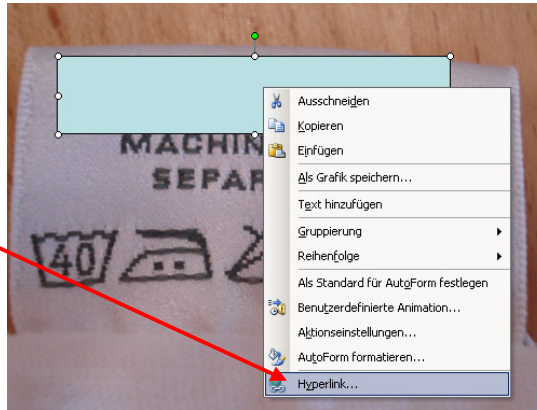 MACHIN
SEPAR
40
Ausschneiden
Kopieren
Einfügen
Als Grafik speichern...
Text hinzufügen
Gruppierung
Reihenfolge
Als Standard für AutoForm festlegen
Benutzerdefinierte Animation...
Aktionseinstellungen...
AutoForm formatieren...
Hyperlink...